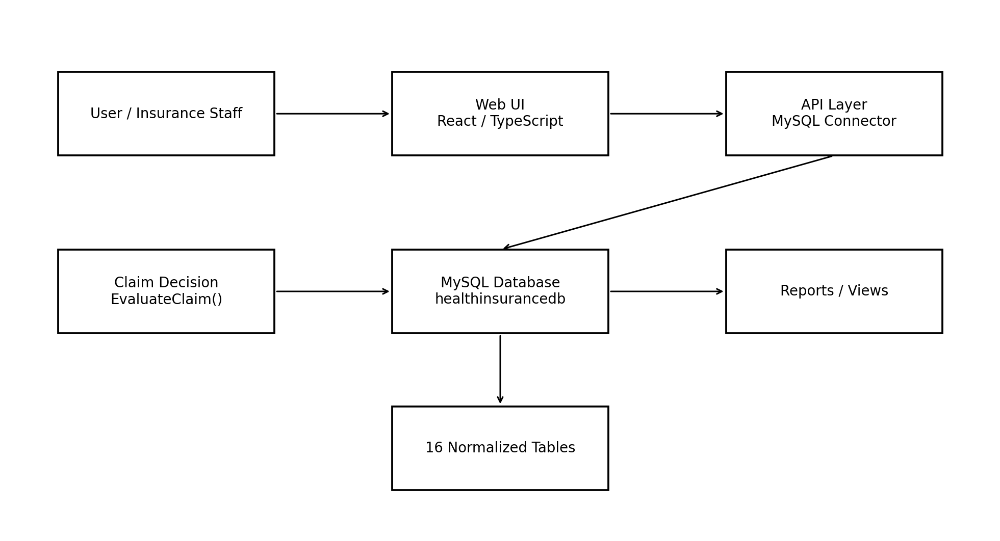 User / Insurance Staff
Web UI
React / TypeScript
API Layer
MySQL Connector
Claim Decision
EvaluateClaim()
MySQL Database
healthinsurancedb
Reports / Views
16 Normalized Tables